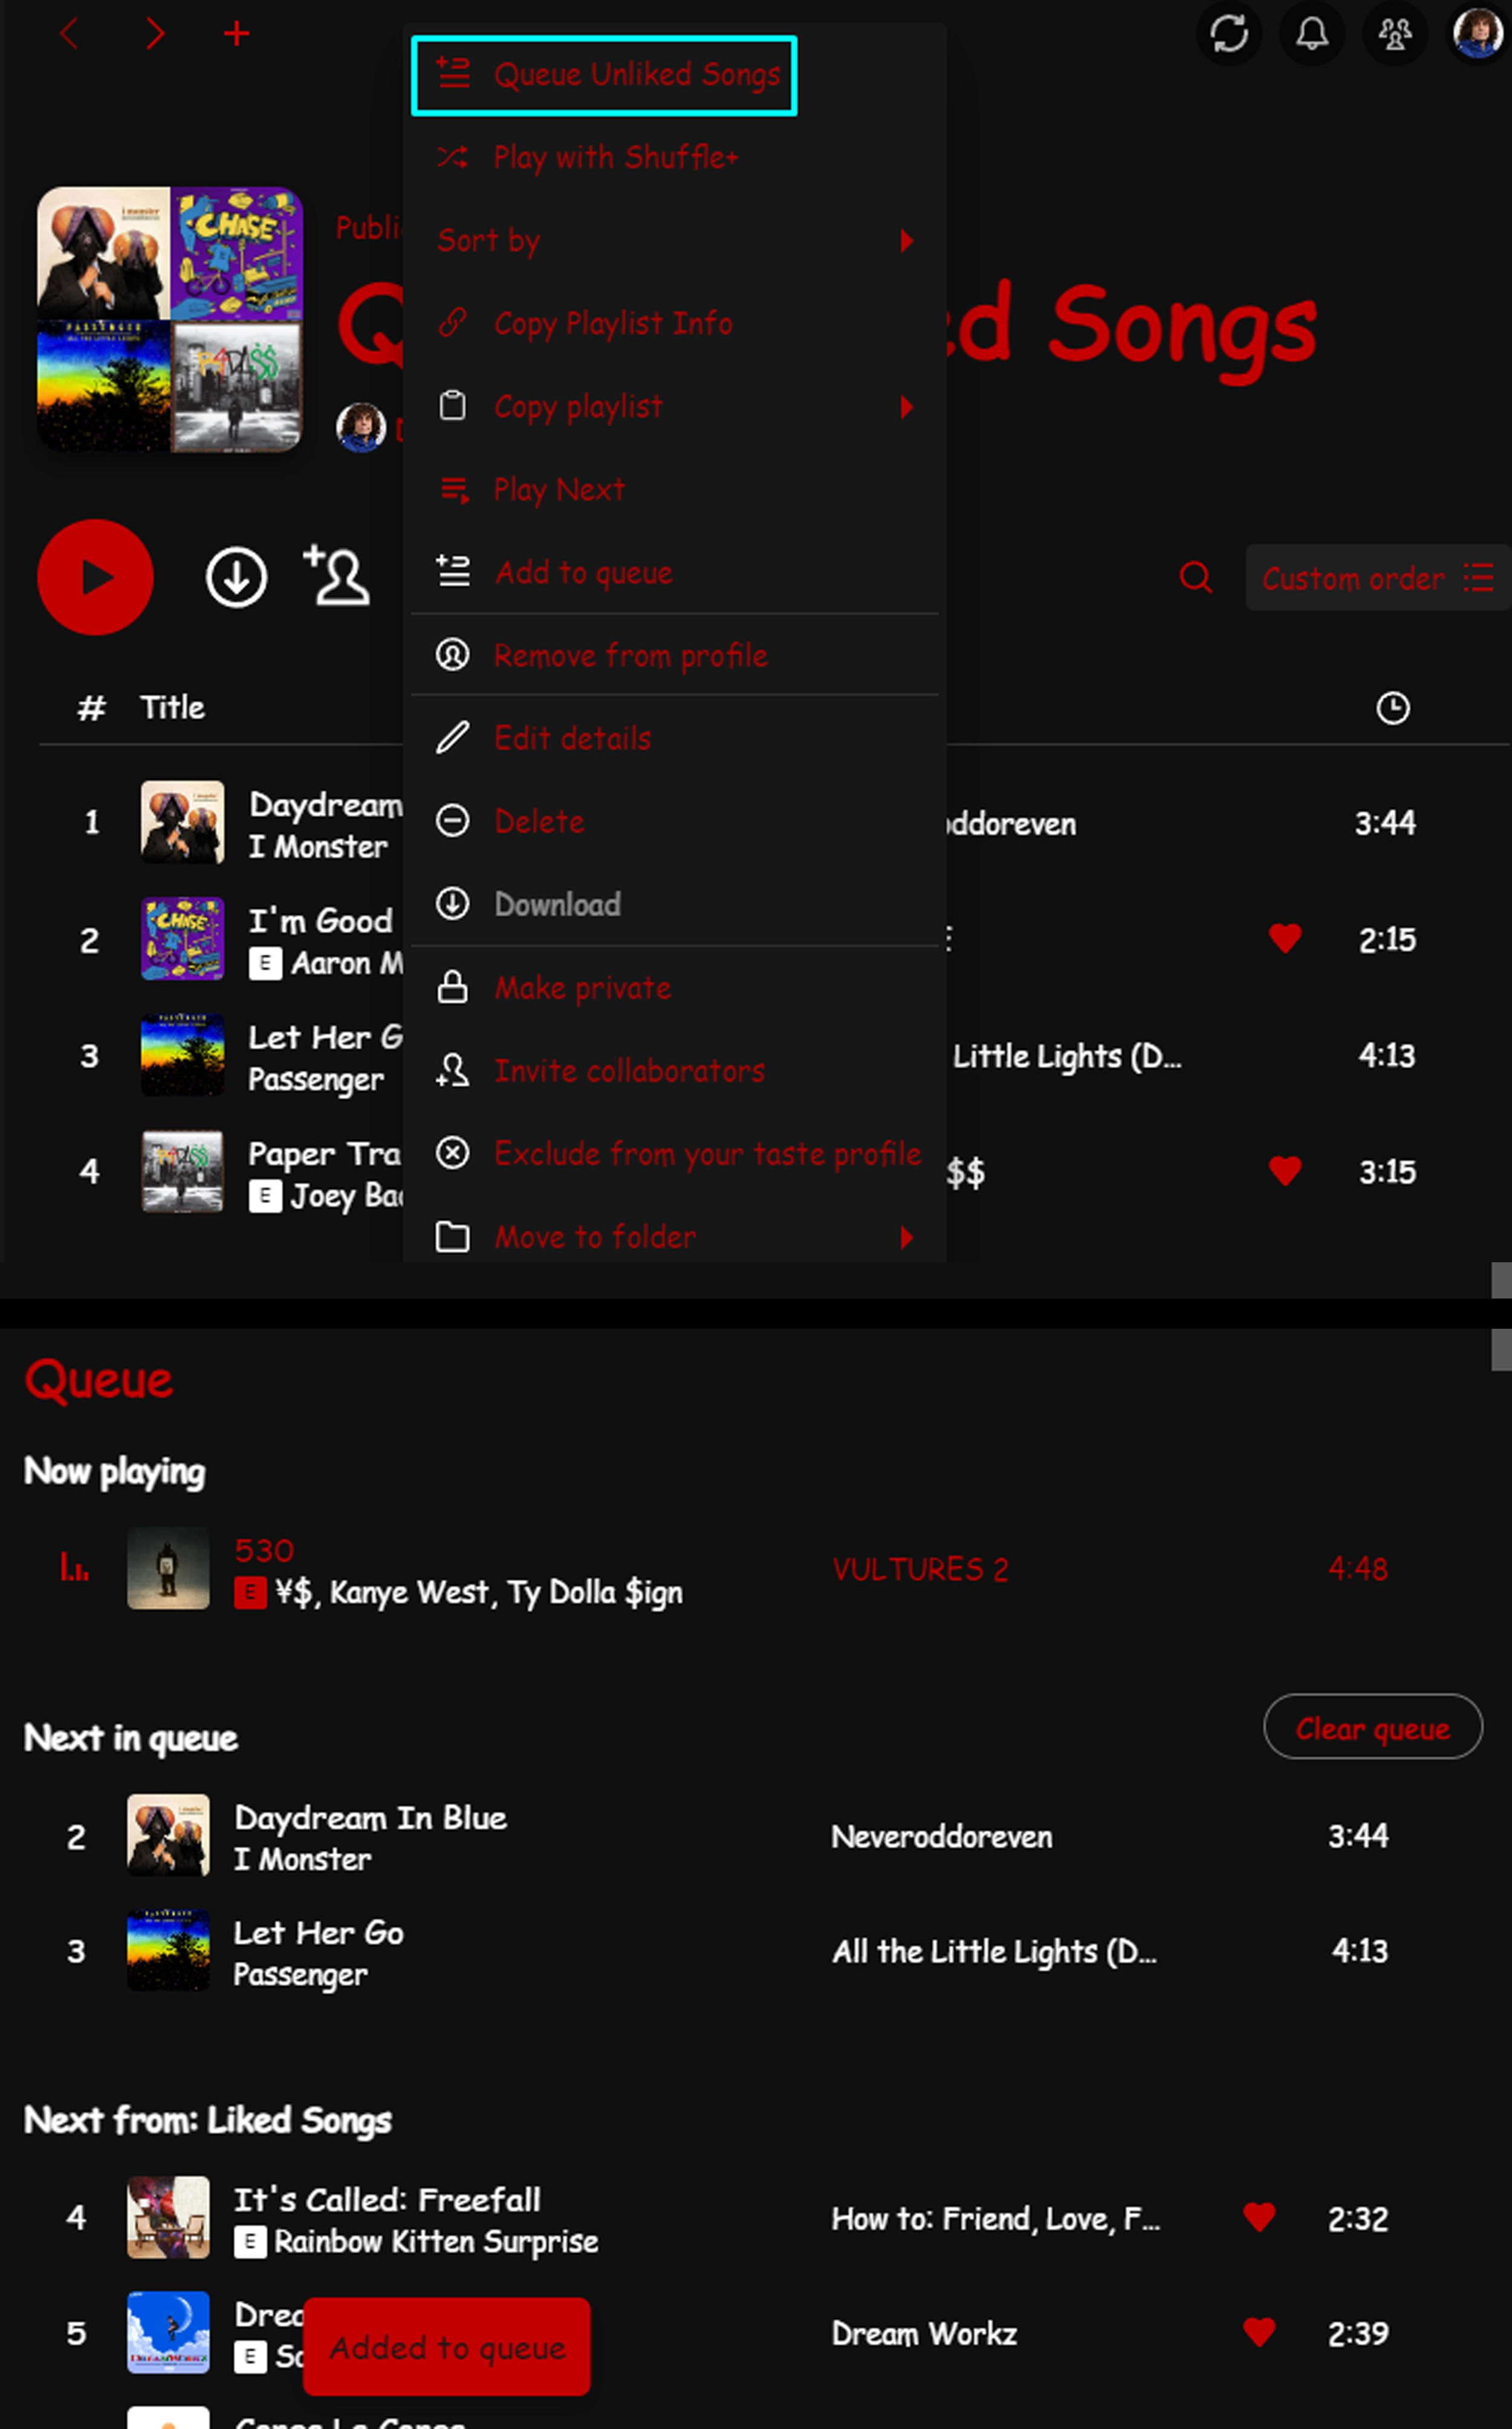 Queue Unliked Songs
Play with Shuffle+
Publi
Sort by
Q
ed Songs
Copy Playlist Info
Copy playlist
Play Next
Add to queue
Custom order
Remove from profile
# Title
Edit details
1 Daydream
I Monster
oddoreven 3:44
Delete
Download
2 I'm Good
E Aaron M
2:15
Make private
3 Let Her G
Passenger
Little Lights (D... 4:13
Invite collaborators
4 Paper Tra
E Joey Bad
$$ 3:15
Exclude from your taste profile
Move to folder
CHASE
Queue
Now playing
530
E ¥$, Kanye West, Ty Dolla $ign
VULTURES 2 4:48
Next in queue
Clear queue
2 Daydream In Blue
I Monster
Neveroddoreven 3:44
3 Let Her Go
Passenger
All the Little Lights (D... 4:13
Next from: Liked Songs
4 It's Called: Freefall
E Rainbow Kitten Surprise
How to: Friend, Love, F... 2:32
5 Drea
E Sa
Dream Workz 2:39
Added to queue